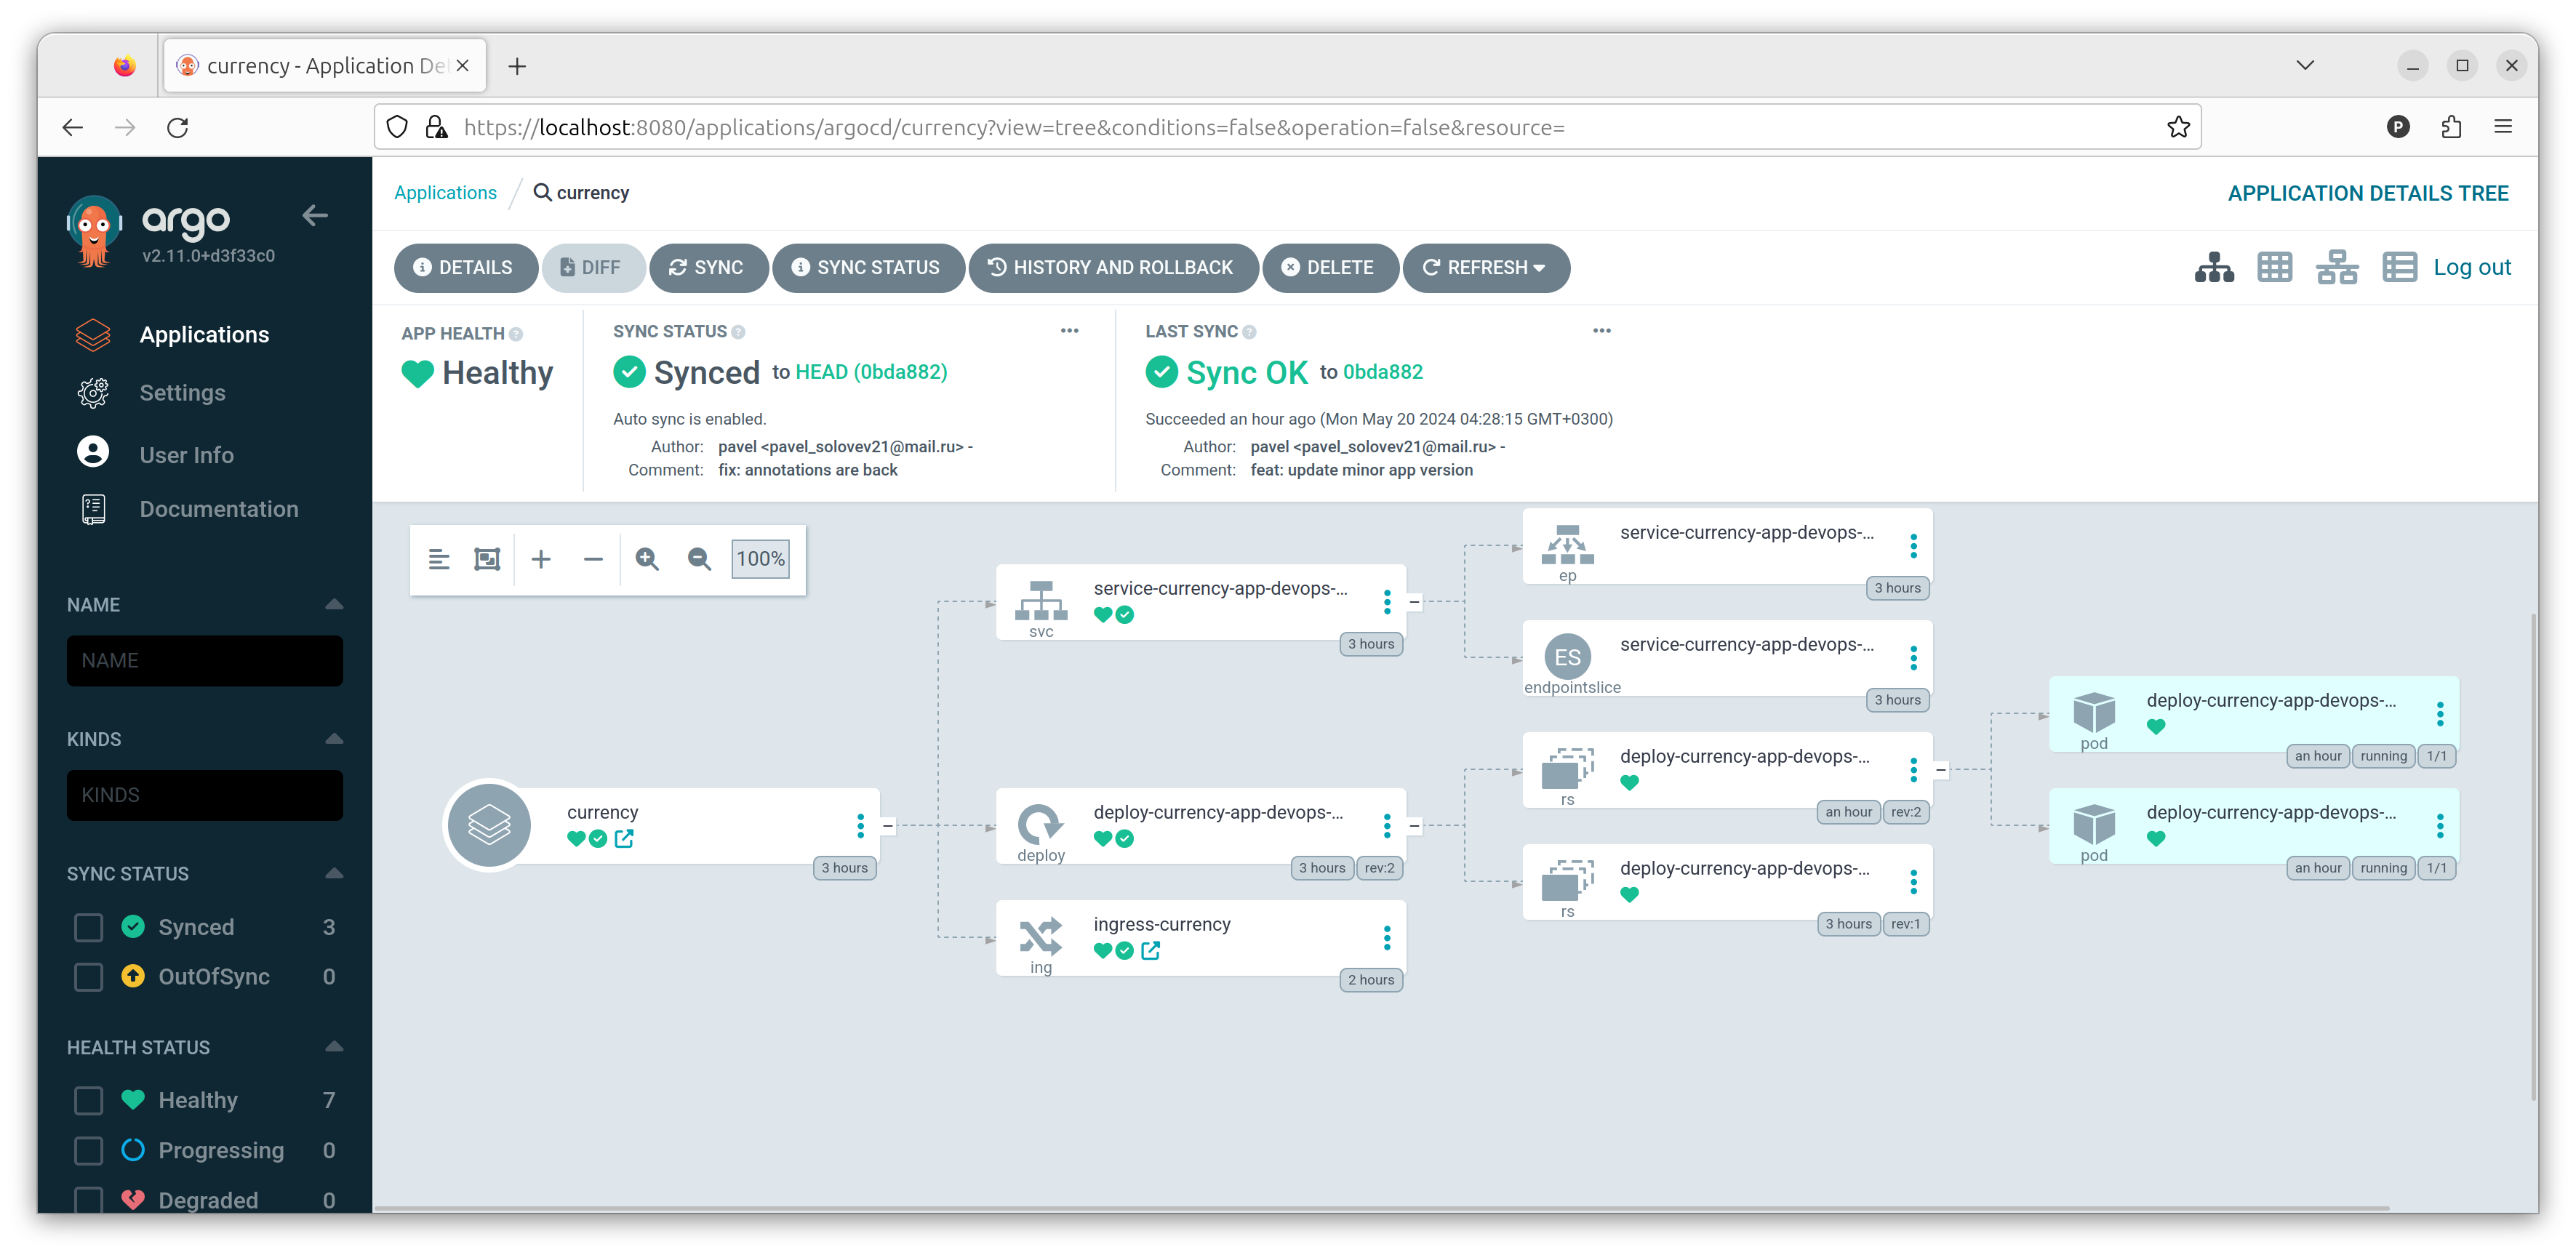 currency - Application De
https://localhost:8080/applications/argocd/currency?view=tree&conditions=false&operation=false&resource=
P
argo
v2.11.0+d3f33c0
Applications
Settings
User Info
Documentation
NAME
NAME
KINDS
KINDS
SYNC STATUS
Synced 3
OutOfSync 0
HEALTH STATUS
Healthy 7
Progressing 0
Degraded 0
Applications / currency
APPLICATION DETAILS TREE
DETAILS DIFF SYNC SYNC STATUS HISTORY AND ROLLBACK DELETE REFRESH
Log out
APP HEALTH
Healthy
SYNC STATUS
Synced to HEAD (0bda882)
Auto sync is enabled.
Author: pavel <pavel_solovev21@mail.ru> -
Comment: fix: annotations are back
LAST SYNC
Sync OK to 0bda882
Succeeded an hour ago (Mon May 20 2024 04:28:15 GMT+0300)
Author: pavel <pavel_solovev21@mail.ru> -
Comment: feat: update minor app version
100%
currency
3 hours
service-currency-app-devops-...
svc
3 hours
deploy-currency-app-devops-...
deploy
3 hours rev:2
ingress-currency
ing
2 hours
service-currency-app-devops-...
ep
3 hours
ES
service-currency-app-devops-...
endpointslice
3 hours
deploy-currency-app-devops-...
rs
an hour rev:2
deploy-currency-app-devops-...
rs
3 hours rev:1
deploy-currency-app-devops-...
pod
an hour running 1/1
deploy-currency-app-devops-...
pod
an hour running 1/1